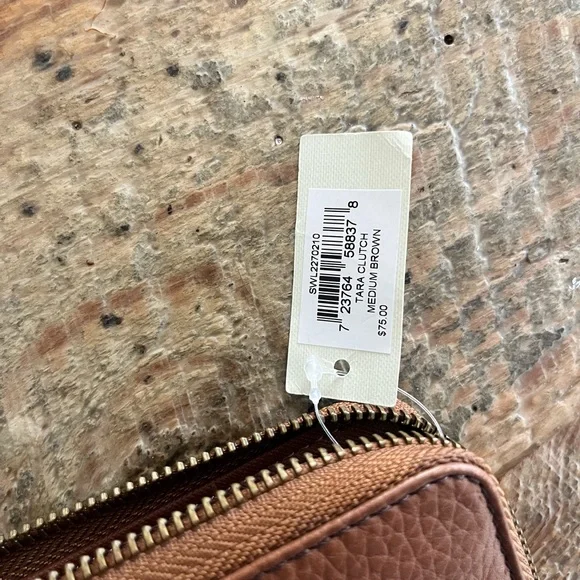 SWL2270210
7 23764 58837 8
TARA CLUTCH
MEDIUM BROWN
$75.00